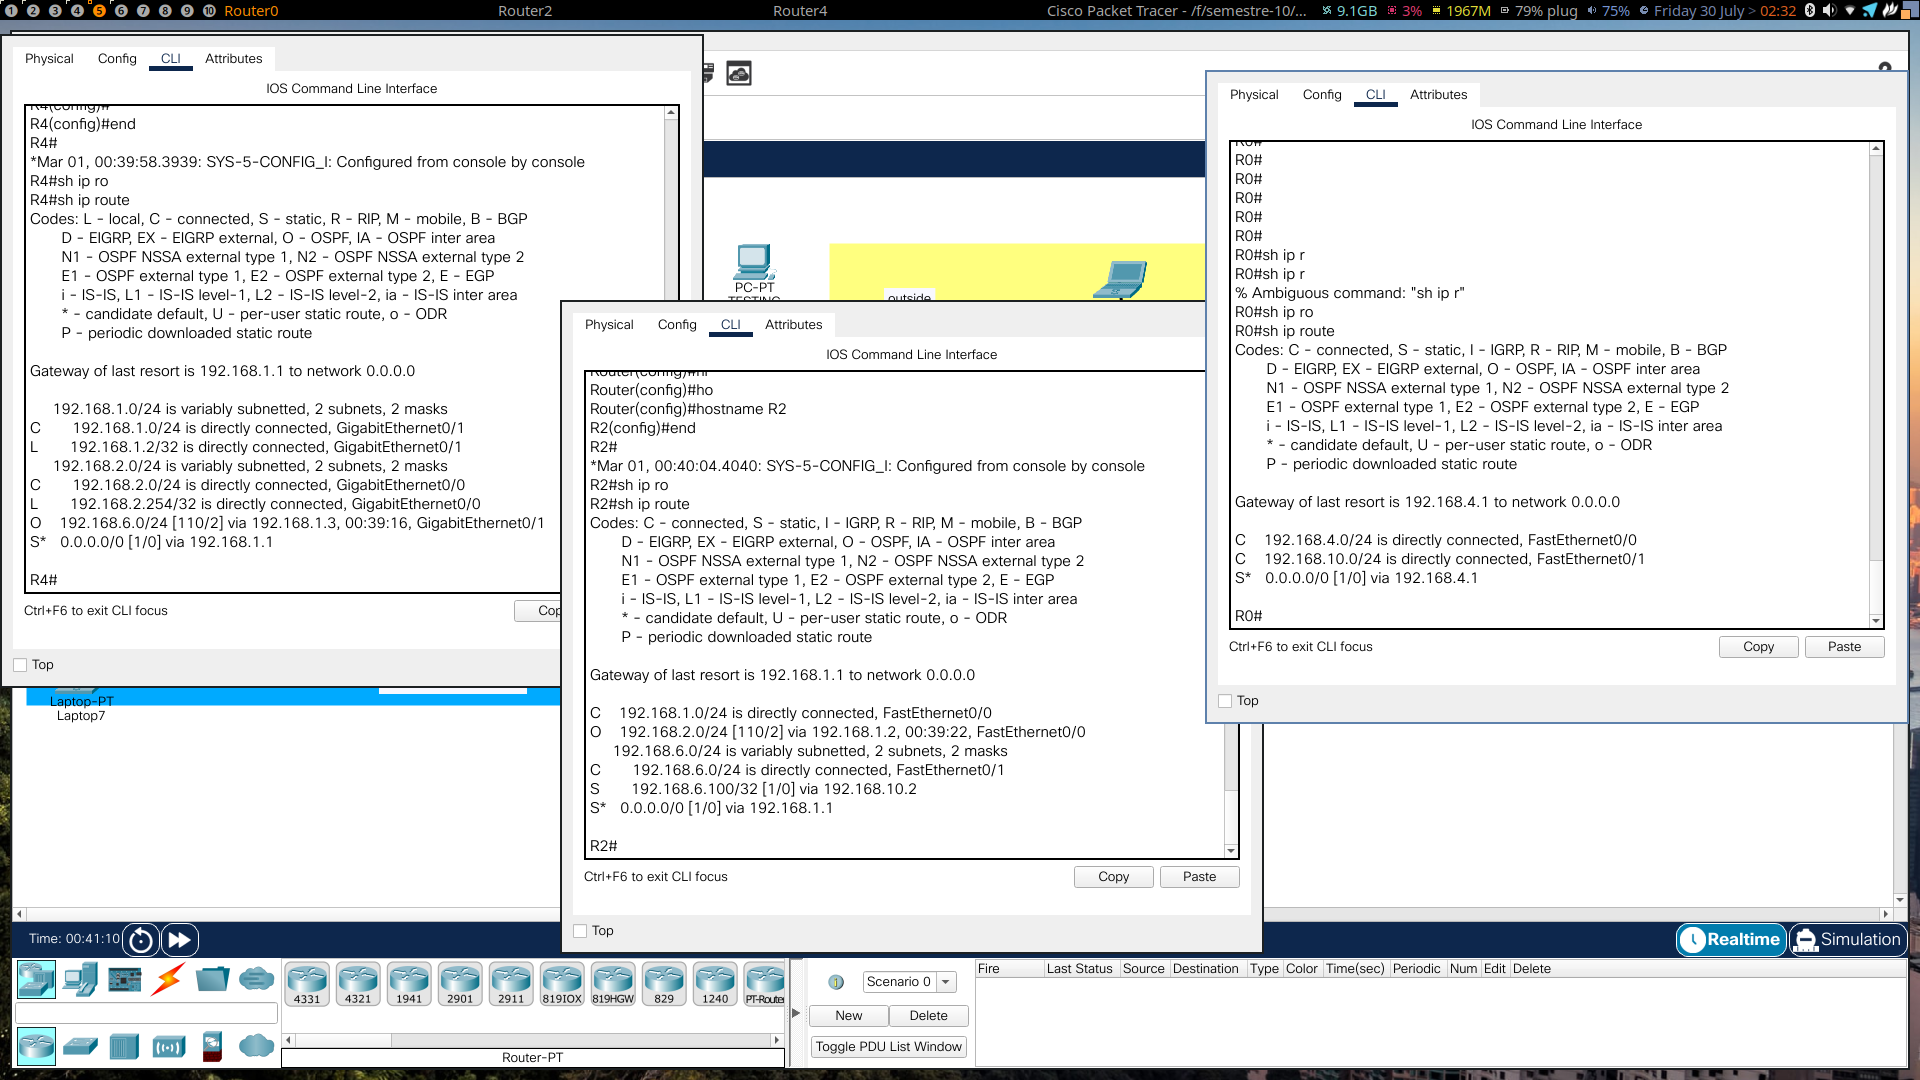 1 2 3 4 5 6 7 8 9 10 Router0 Router2 Router4 Cisco Packet Tracer - /f/semestre-10/... 9.1GB 3% 1967M 79% plug 75% Friday 30 July > 02:32
Physical Config CLI Attributes
IOS Command Line Interface
R4(config)#
R4(config)#end
R4#
*Mar 01, 00:39:58.3939: SYS-5-CONFIG_I: Configured from console by console
R4#sh ip ro
R4#sh ip route
Codes: L - local, C - connected, S - static, R - RIP, M - mobile, B - BGP
D - EIGRP, EX - EIGRP external, O - OSPF, IA - OSPF inter area
N1 - OSPF NSSA external type 1, N2 - OSPF NSSA external type 2
E1 - OSPF external type 1, E2 - OSPF external type 2, E - EGP
i - IS-IS, L1 - IS-IS level-1, L2 - IS-IS level-2, ia - IS-IS inter area
* - candidate default, U - per-user static route, o - ODR
P - periodic downloaded static route
Gateway of last resort is 192.168.1.1 to network 0.0.0.0
192.168.1.0/24 is variably subnetted, 2 subnets, 2 masks
C 192.168.1.0/24 is directly connected, GigabitEthernet0/1
L 192.168.1.2/32 is directly connected, GigabitEthernet0/1
192.168.2.0/24 is variably subnetted, 2 subnets, 2 masks
C 192.168.2.0/24 is directly connected, GigabitEthernet0/0
L 192.168.2.254/32 is directly connected, GigabitEthernet0/0
O 192.168.6.0/24 [110/2] via 192.168.1.3, 00:39:16, GigabitEthernet0/1
S* 0.0.0.0/0 [1/0] via 192.168.1.1
R4#
Ctrl+F6 to exit CLI focus
Cop
Top
Laptop-PT
Laptop7
PC-PT
TESTING
outside
Physical Config CLI Attributes
IOS Command Line Interface
Router(config)#ho
Router(config)#hostname R2
R2(config)#end
R2#
*Mar 01, 00:40:04.4040: SYS-5-CONFIG_I: Configured from console by console
R2#sh ip ro
R2#sh ip route
Codes: C - connected, S - static, I - IGRP, R - RIP, M - mobile, B - BGP
D - EIGRP, EX - EIGRP external, O - OSPF, IA - OSPF inter area
N1 - OSPF NSSA external type 1, N2 - OSPF NSSA external type 2
E1 - OSPF external type 1, E2 - OSPF external type 2, E - EGP
i - IS-IS, L1 - IS-IS level-1, L2 - IS-IS level-2, ia - IS-IS inter area
* - candidate default, U - per-user static route, o - ODR
P - periodic downloaded static route
Gateway of last resort is 192.168.1.1 to network 0.0.0.0
C 192.168.1.0/24 is directly connected, FastEthernet0/0
O 192.168.2.0/24 [110/2] via 192.168.1.2, 00:39:22, FastEthernet0/0
192.168.6.0/24 is variably subnetted, 2 subnets, 2 masks
C 192.168.6.0/24 is directly connected, FastEthernet0/1
S 192.168.6.100/32 [1/0] via 192.168.10.2
S* 0.0.0.0/0 [1/0] via 192.168.1.1
R2#
Ctrl+F6 to exit CLI focus
Copy Paste
Top
Physical Config CLI Attributes
IOS Command Line Interface
R0#
R0#
R0#
R0#
R0#
R0#
R0#sh ip r
R0#sh ip r
% Ambiguous command: "sh ip r"
R0#sh ip ro
R0#sh ip route
Codes: C - connected, S - static, I - IGRP, R - RIP, M - mobile, B - BGP
D - EIGRP, EX - EIGRP external, O - OSPF, IA - OSPF inter area
N1 - OSPF NSSA external type 1, N2 - OSPF NSSA external type 2
E1 - OSPF external type 1, E2 - OSPF external type 2, E - EGP
i - IS-IS, L1 - IS-IS level-1, L2 - IS-IS level-2, ia - IS-IS inter area
* - candidate default, U - per-user static route, o - ODR
P - periodic downloaded static route
Gateway of last resort is 192.168.4.1 to network 0.0.0.0
C 192.168.4.0/24 is directly connected, FastEthernet0/0
C 192.168.10.0/24 is directly connected, FastEthernet0/1
S* 0.0.0.0/0 [1/0] via 192.168.4.1
R0#
Ctrl+F6 to exit CLI focus
Copy Paste
Top
Time: 00:41:10
Realtime Simulation
4331 4321 1941 2901 2911 819IOX 819HGW 829 1240 PT-Router
Router-PT
Scenario 0
New Delete
Toggle PDU List Window
Fire Last Status Source Destination Type Color Time(sec) Periodic Num Edit Delete